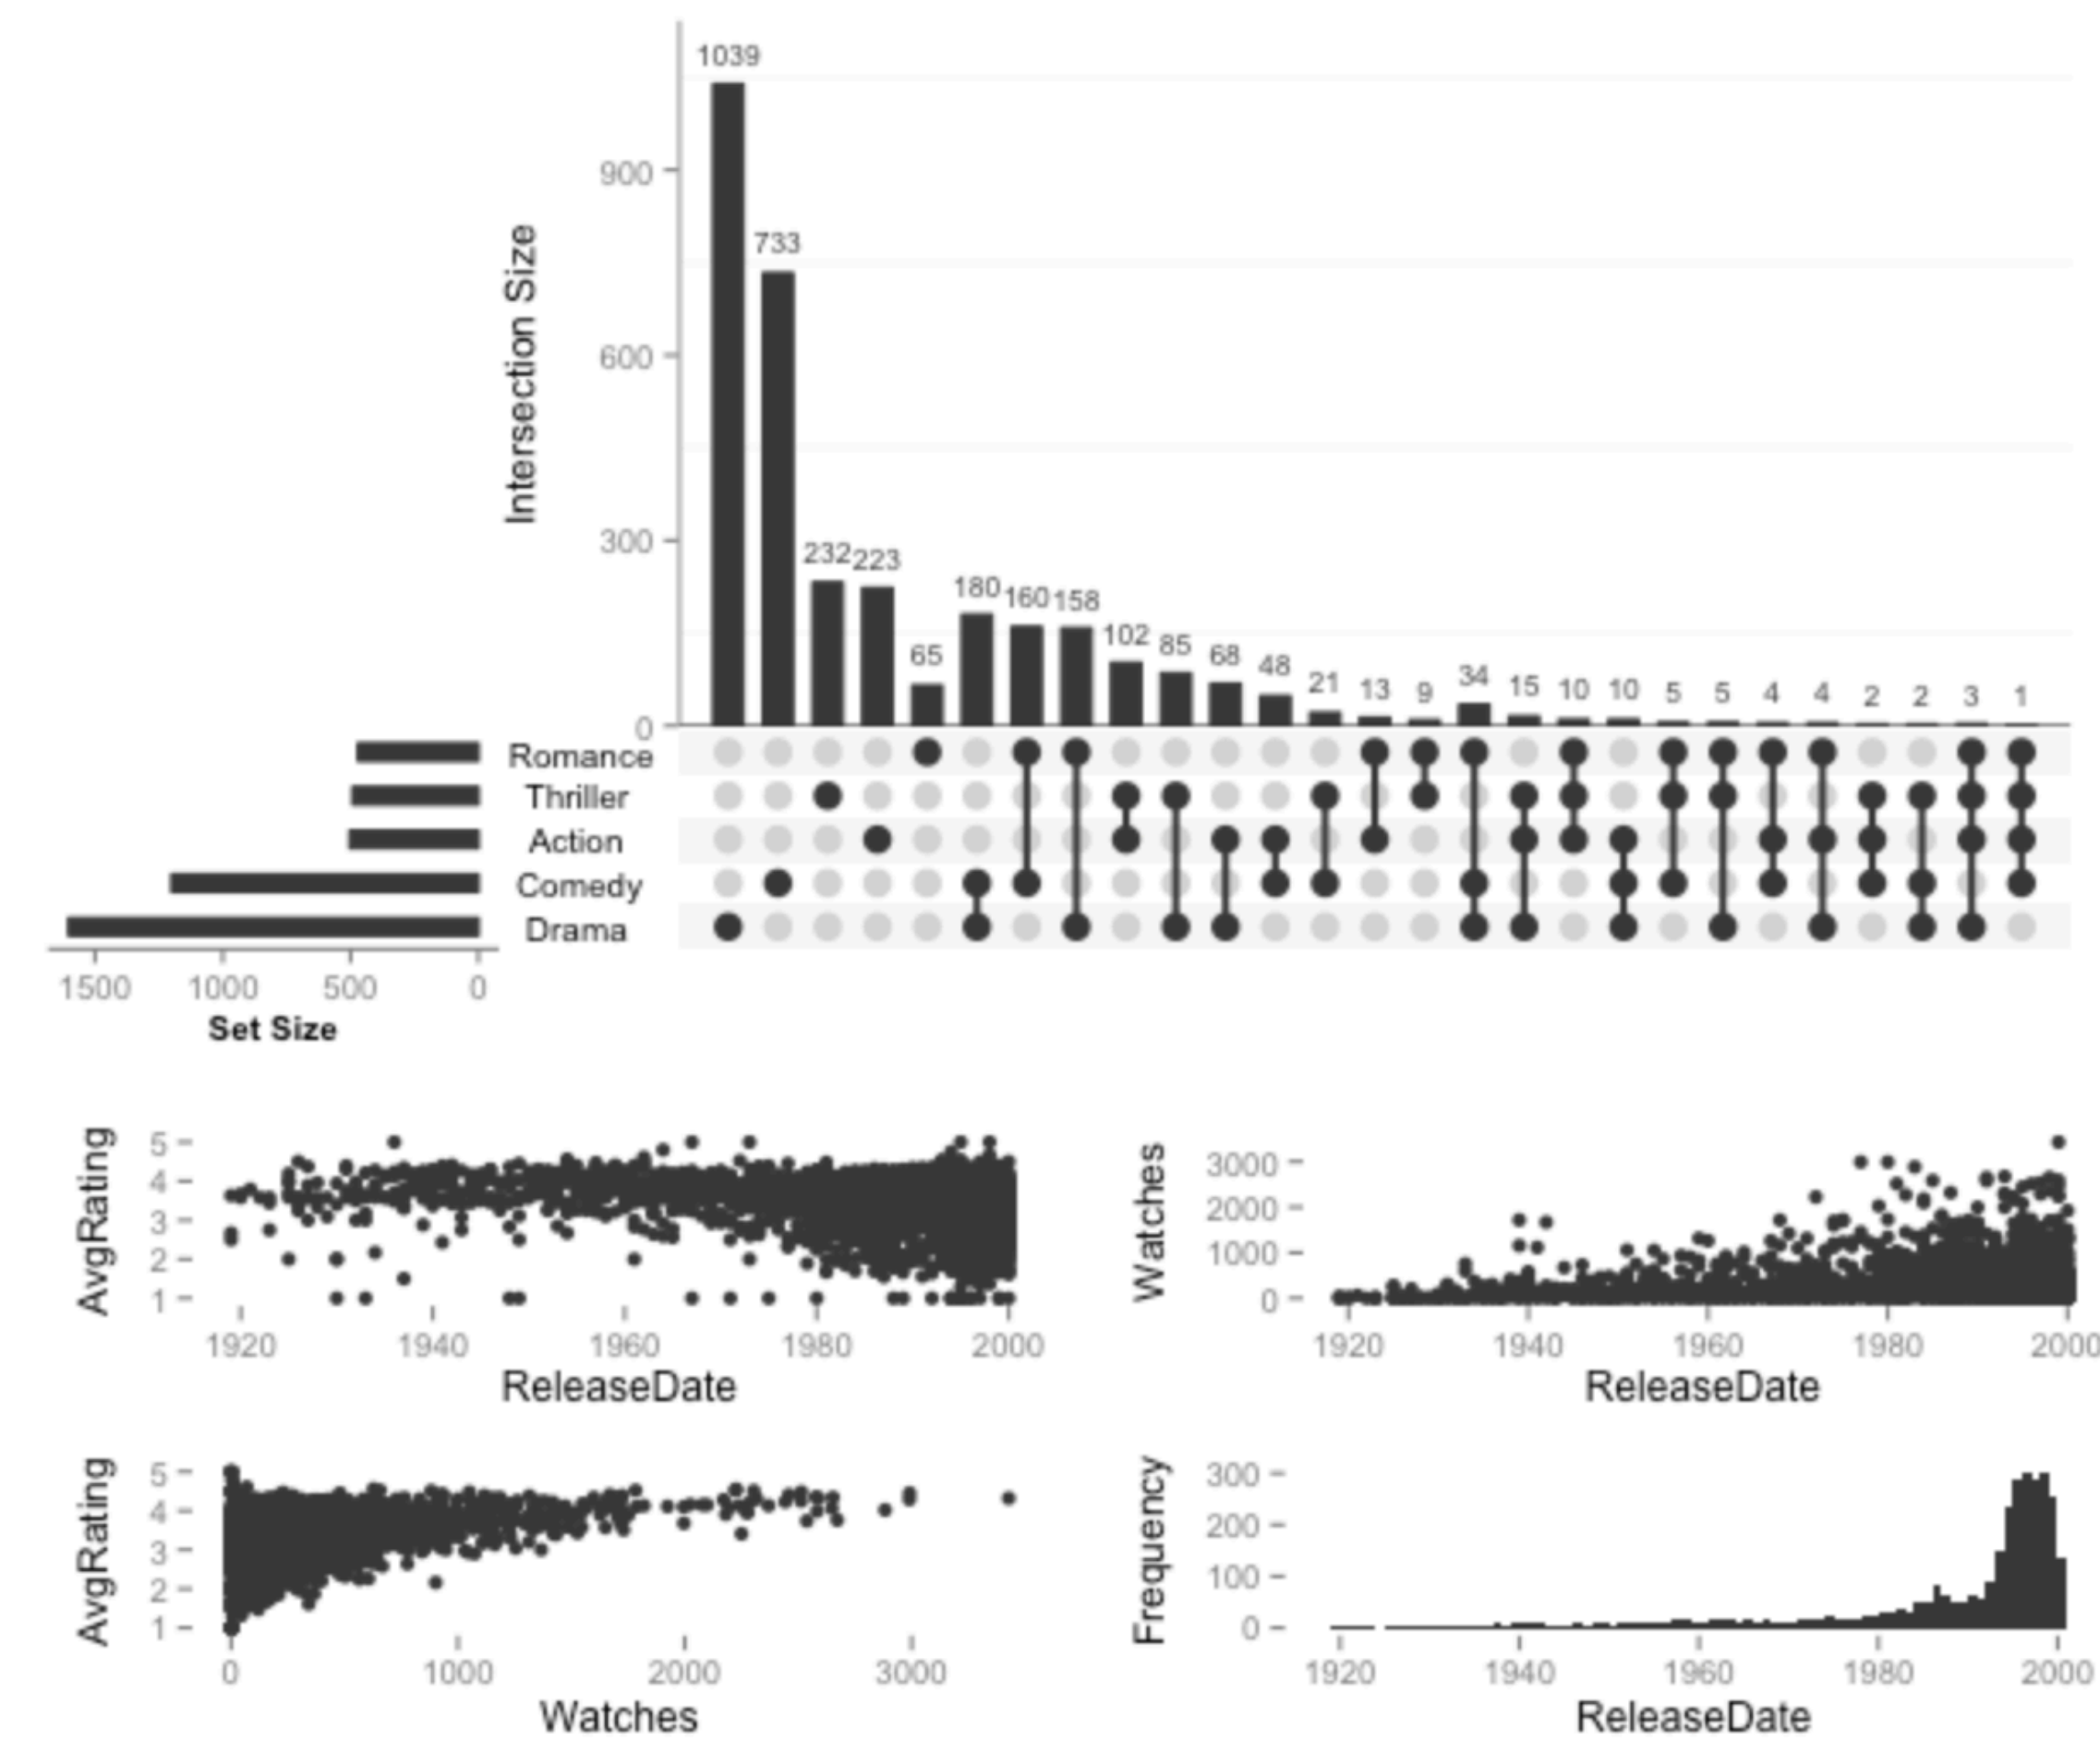 1039
733
232 223
65
180 160 158
102 85 68 48 21 13 9 34 15 10 10 5 5 4 4 2 2 3 1
Intersection Size
900
600
300
0
Romance
Thriller
Action
Comedy
Drama
1500 1000 500 0
Set Size
AvgRating
5
4
3
2
1
1920 1940 1960 1980 2000
ReleaseDate
Watches
3000
2000
1000
0
1920 1940 1960 1980 2000
ReleaseDate
AvgRating
5
4
3
2
1
0 1000 2000 3000
Watches
Frequency
300
200
100
0
1920 1940 1960 1980 2000
ReleaseDate